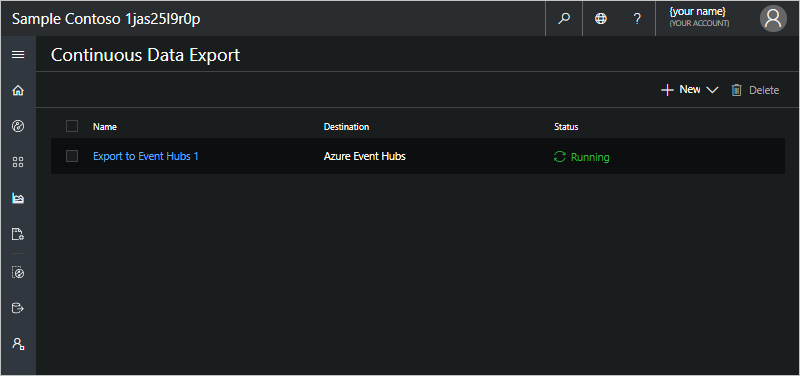 Sample Contoso 1jas25l9r0p
?
{your name}
(YOUR ACCOUNT)
Continuous Data Export
New
Delete
Name Destination Status
Export to Event Hubs 1 Azure Event Hubs Running